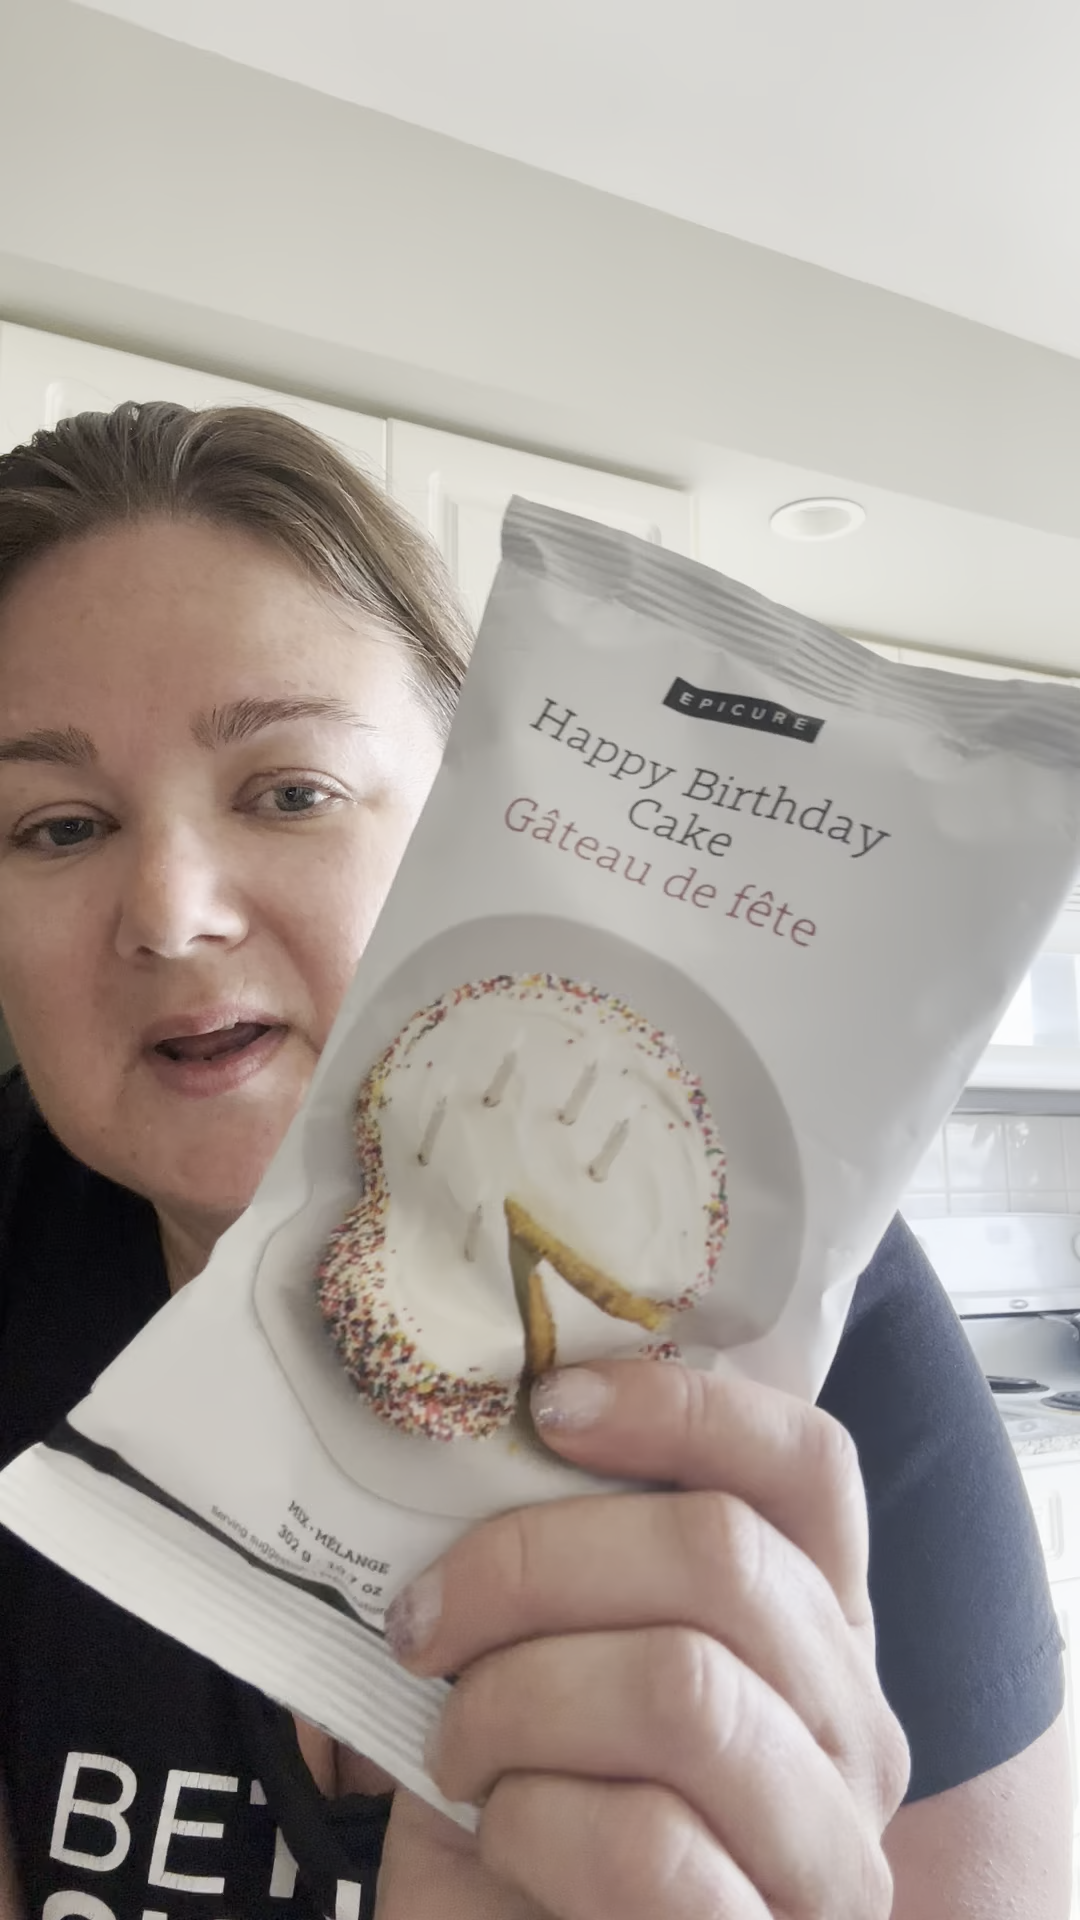 EPICURE
Happy Birthday
Cake
Gâteau de fête
MIX • MÉLANGE
302 g